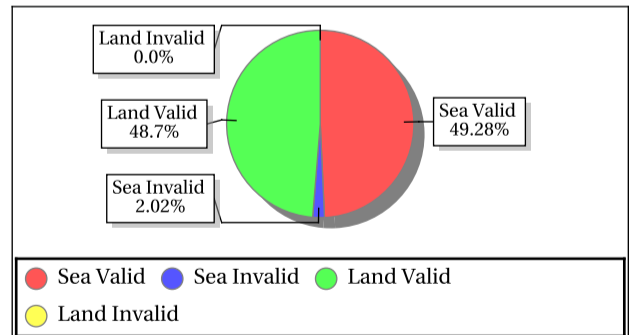 Land Invalid
0.0%
Land Valid
48.7%
Sea Invalid
2.02%
Sea Valid
49.28%
Sea Valid Sea Invalid Land Valid
Land Invalid